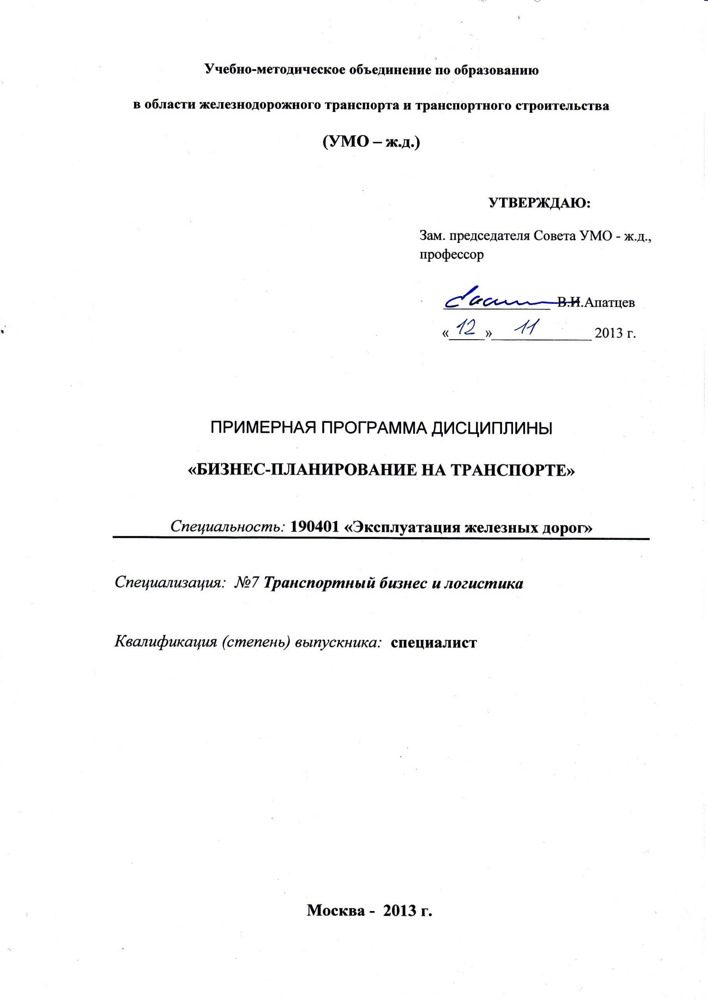 Учебно-методическое объединение по образованию
в области железнодорожного транспорта и транспортного строительства
(УМО – ж.д.)
УТВЕРЖДАЮ:
Зам. председателя Совета УМО - ж.д.,
профессор
В.И.Апатцев
«12» 11 2013 г.
ПРИМЕРНАЯ ПРОГРАММА ДИСЦИПЛИНЫ
«БИЗНЕС-ПЛАНИРОВАНИЕ НА ТРАНСПОРТЕ»
Специальность: 190401 «Эксплуатация железных дорог»
Специализация: №7 Транспортный бизнес и логистика
Квалификация (степень) выпускника: специалист
Москва - 2013 г.